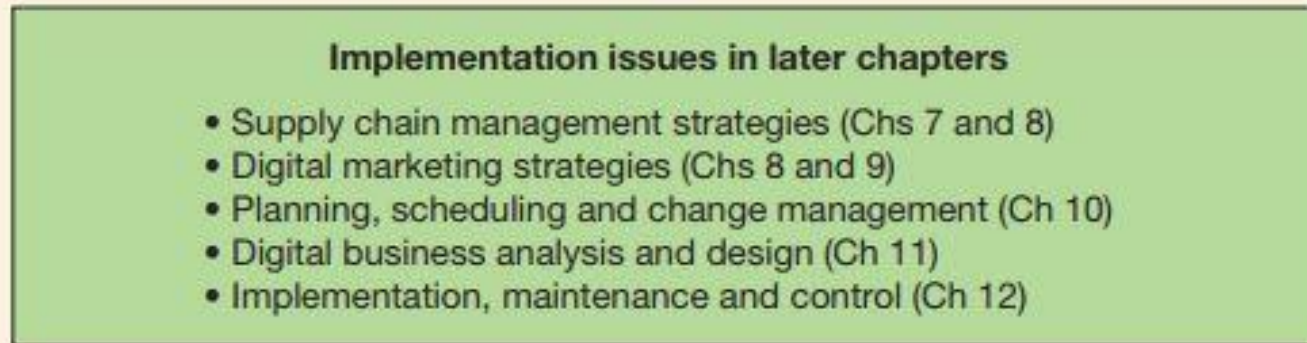 Implementation issues in later chapters
• Supply chain management strategies (Chs 7 and 8)
• Digital marketing strategies (Chs 8 and 9)
• Planning, scheduling and change management (Ch 10)
• Digital business analysis and design (Ch 11)
• Implementation, maintenance and control (Ch 12)